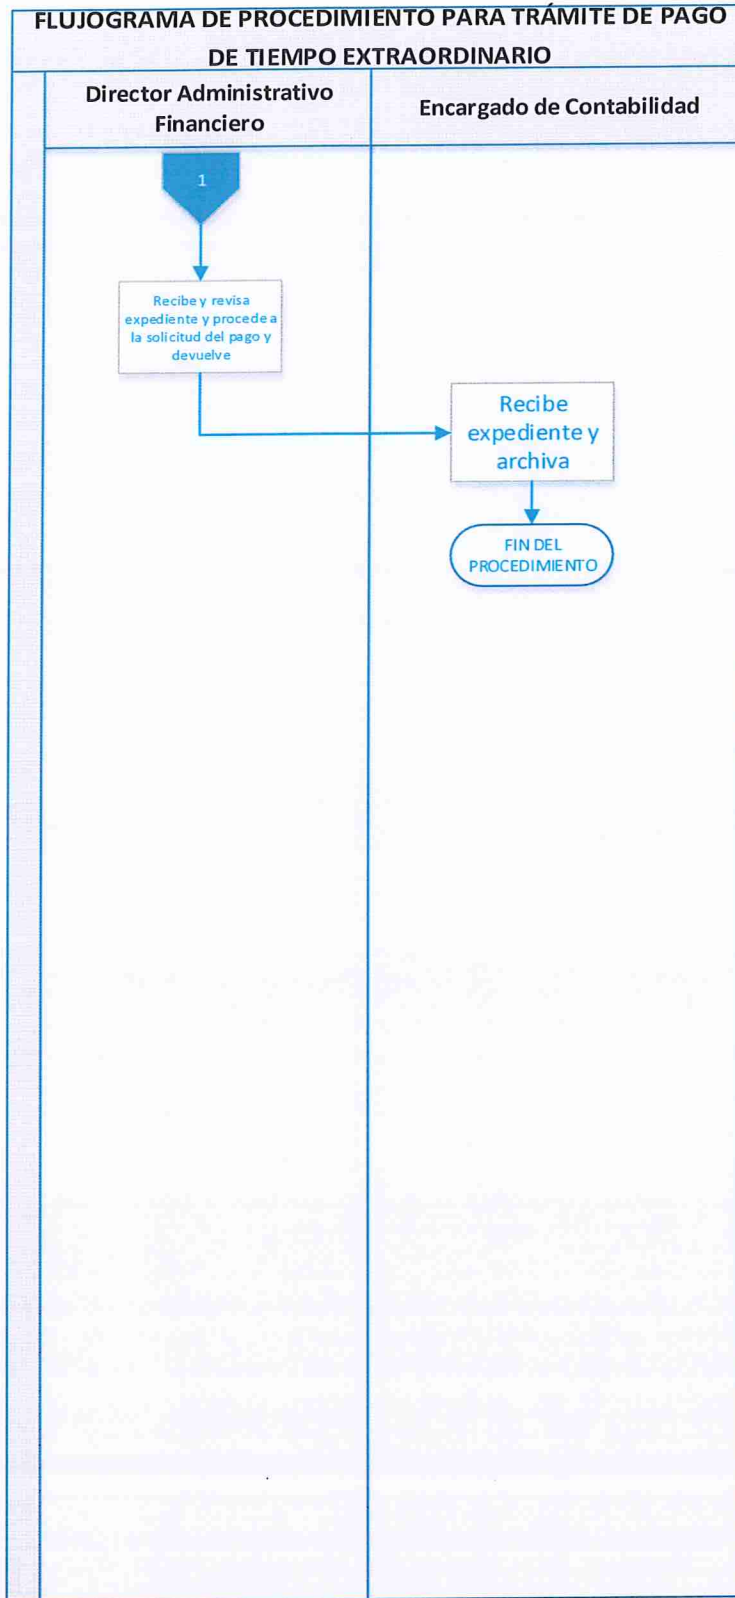 FLUJOGRAMA DE PROCEDIMIENTO PARA TRÁMITE DE PAGO
DE TIEMPO EXTRAORDINARIO
Director Administrativo
Financiero
Encargado de Contabilidad
1
Recibe y revisa
expediente y procede a
la solicitud del pago y
devuelve
Recibe
expediente y
archiva
FIN DEL
PROCEDIMIENTO